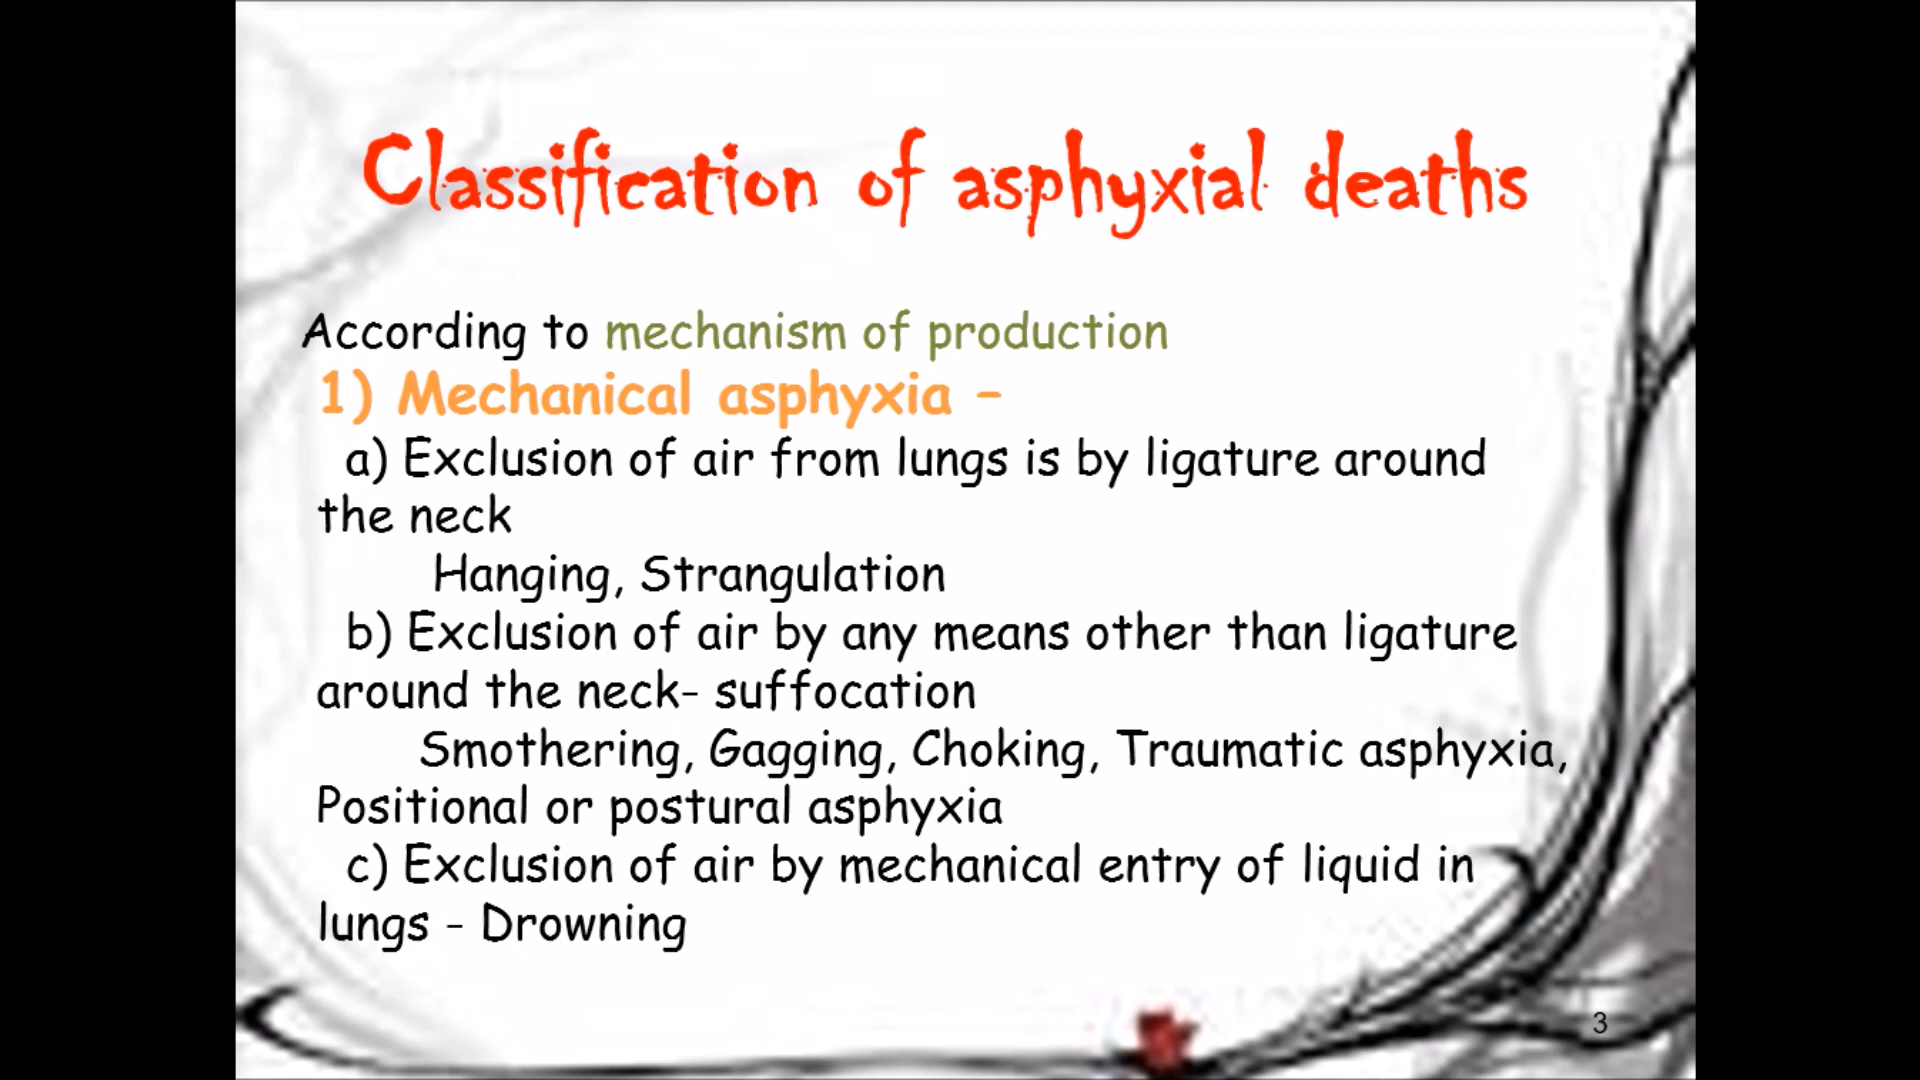 Classification of asphyxial deaths
According to mechanism of production
1) Mechanical asphyxia –
a) Exclusion of air from lungs is by ligature around
the neck
Hanging, Strangulation
b) Exclusion of air by any means other than ligature
around the neck- suffocation
Smothering, Gagging, Choking, Traumatic asphyxia,
Positional or postural asphyxia
c) Exclusion of air by mechanical entry of liquid in
lungs - Drowning
3